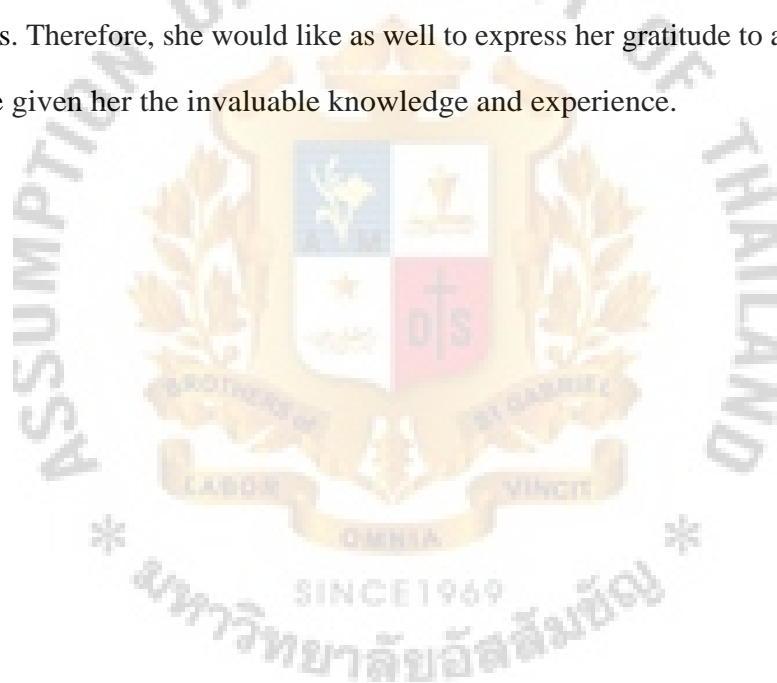 s. Therefore, she would like as well to express her gratitude to a
e given her the invaluable knowledge and experience.
ASSUMPTION
OF
THAILAND
A M
D S
BROTHERS of
ST GABRIEL
LABOR
VINCIT
OMNIA
SINCE1969
มหาวิทยาลัยอัสสัมชัญ